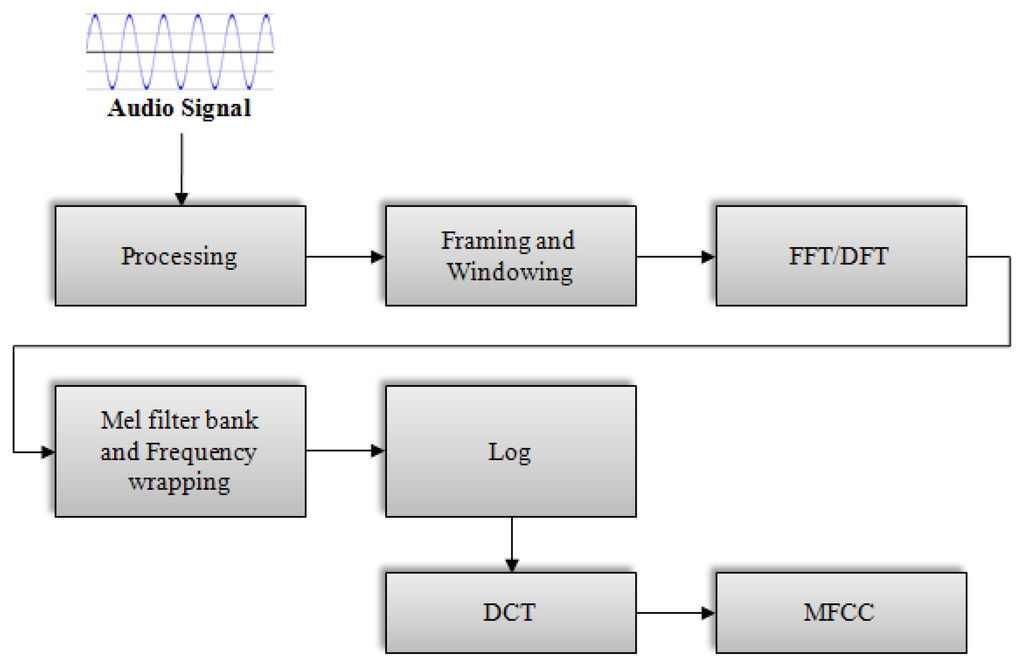 Audio Signal
Processing
Framing and
Windowing
FFT/DFT
Mel filter bank
and Frequency
wrapping
Log
DCT
MFCC